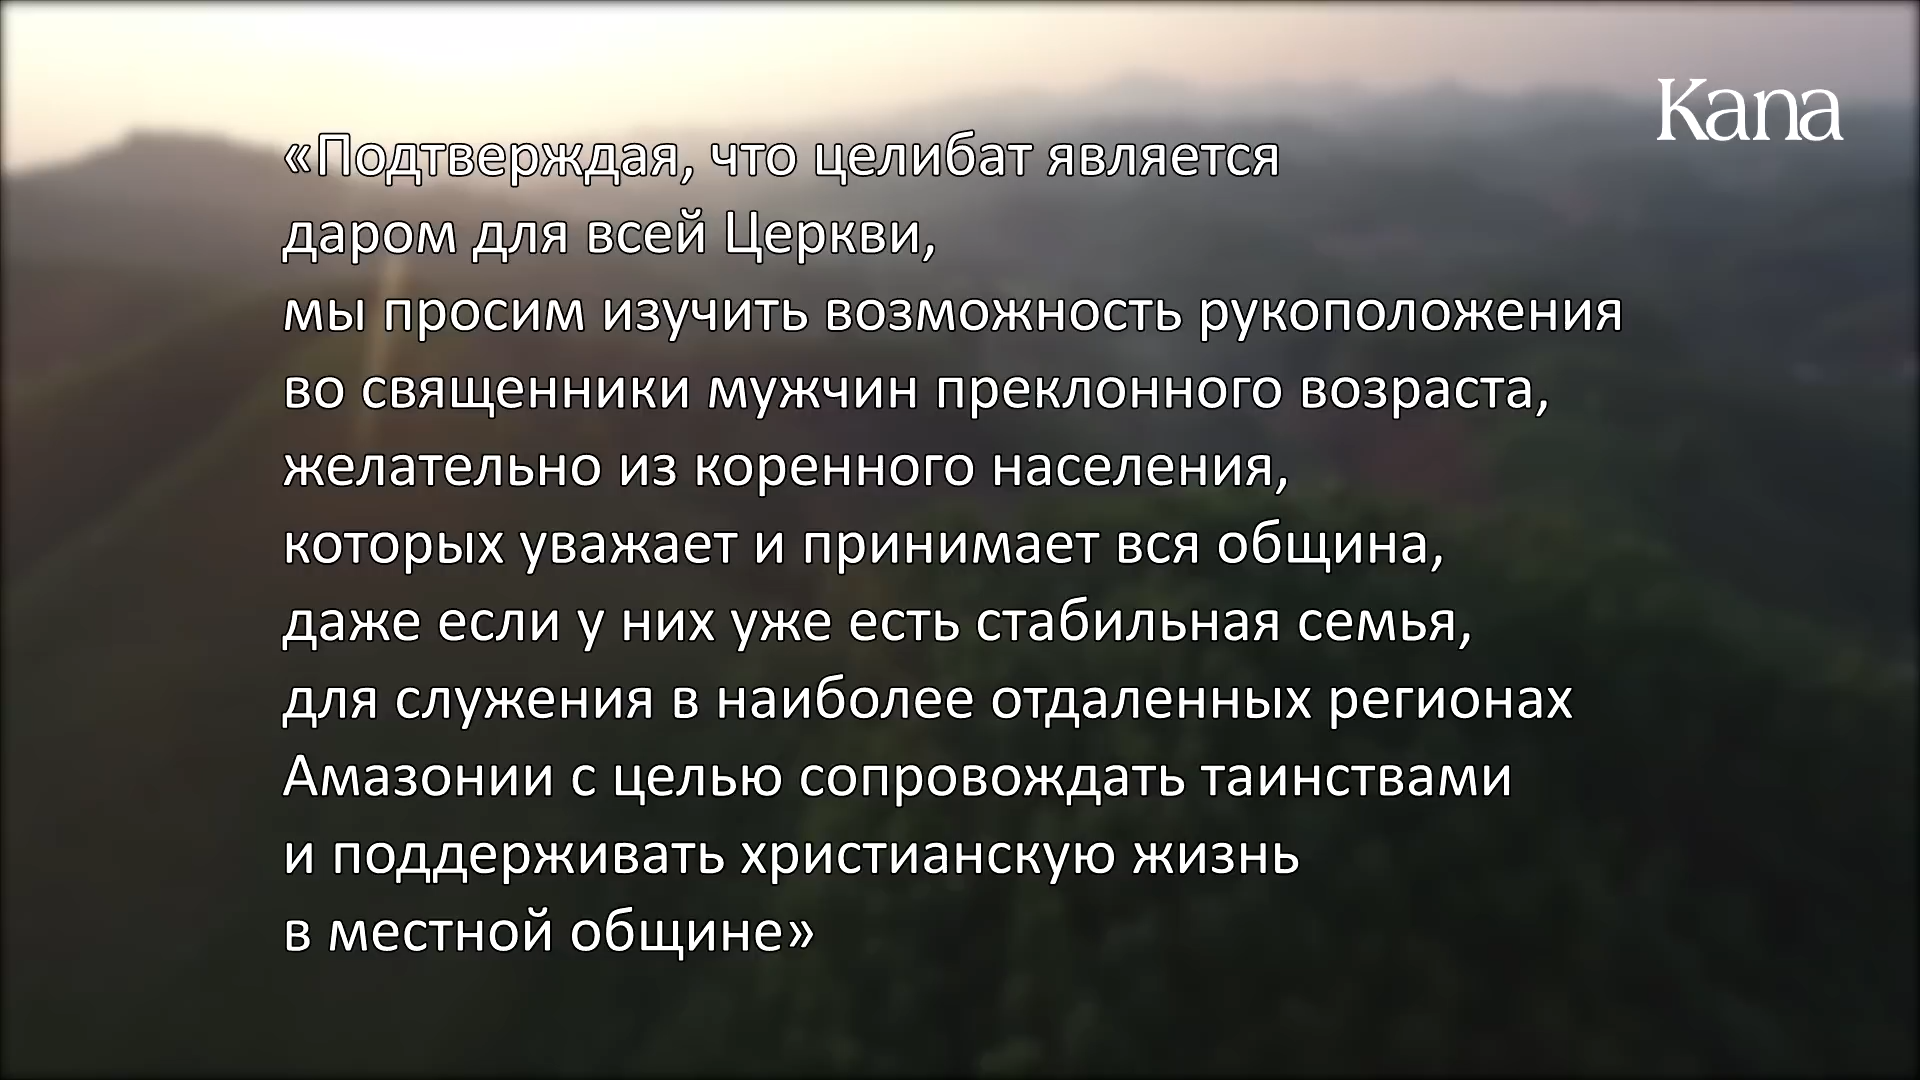 Kana
«Подтверждая, что целибат является
даром для всей Церкви,
мы просим изучить возможность рукоположения
во священники мужчин преклонного возраста,
желательно из коренного населения,
которых уважает и принимает вся община,
даже если у них уже есть стабильная семья,
для служения в наиболее отдаленных регионах
Амазонии с целью сопровождать таинствами
и поддерживать христианскую жизнь
в местной общине»